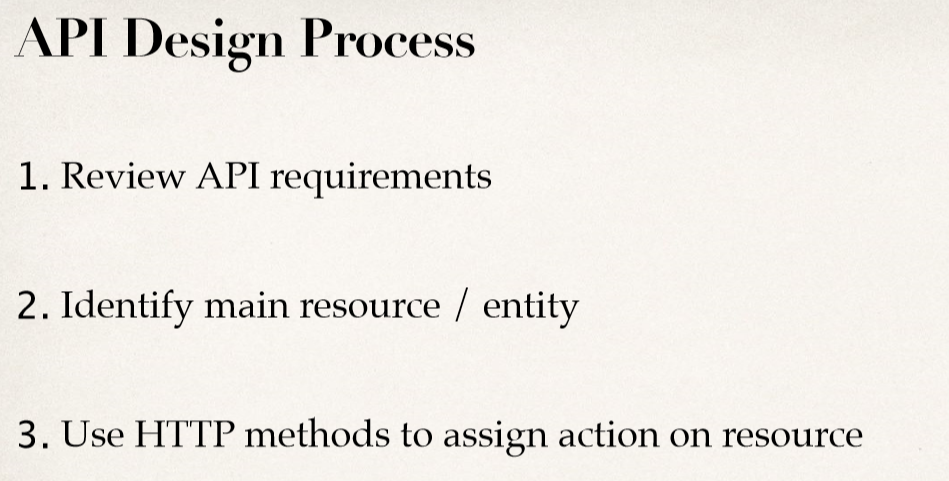 API Design Process
1. Review API requirements
2. Identify main resource / entity
3. Use HTTP methods to assign action on resource